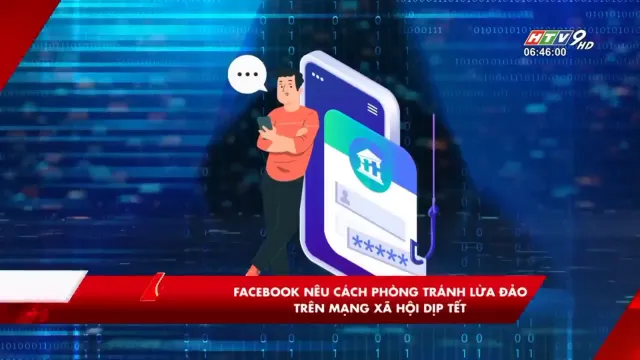 HTV9 HD
06:46:00
*****
FACEBOOK NÊU CÁCH PHÒNG TRÁNH LỪA ĐẢO
TRÊN MẠNG XÃ HỘI DỊP TẾT